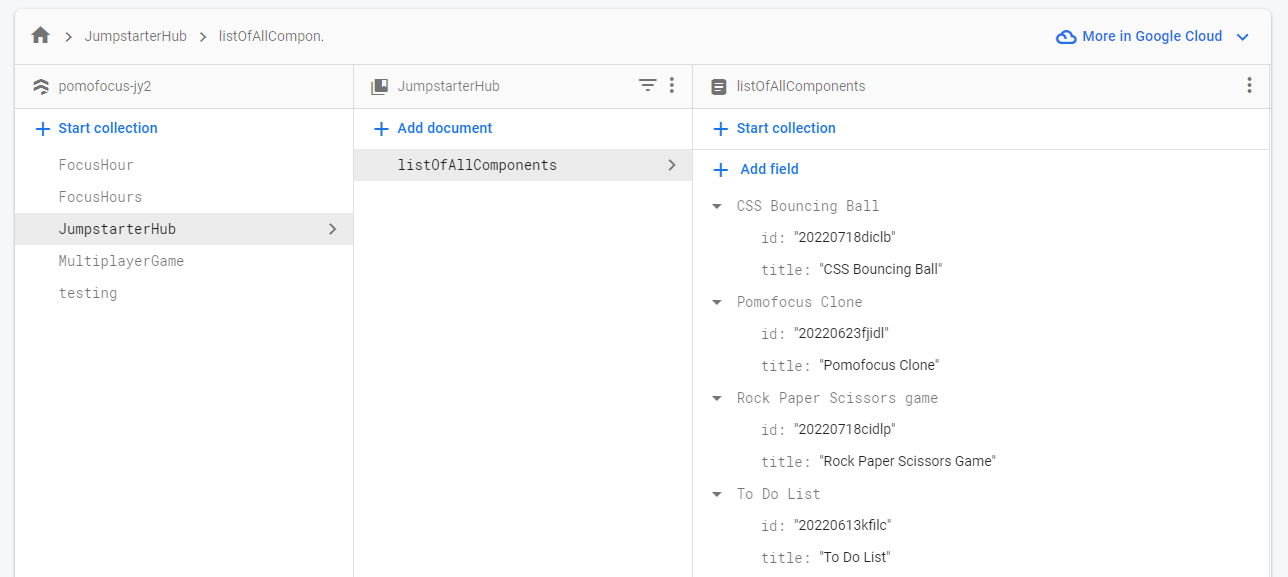 JumpstarterHub
listOfAllCompon.
More in Google Cloud
pomofocus-jy2
Start collection
FocusHour
FocusHours
JumpstarterHub
MultiplayerGame
testing
JumpstarterHub
Add document
listOfAllComponents
listOfAllComponents
Start collection
Add field
CSS Bouncing Ball
id: "20220718diclb"
title: "CSS Bouncing Ball"
Pomofocus Clone
id: "20220623fjidl"
title: "Pomofocus Clone"
Rock Paper Scissors game
id: "20220718cidlp"
title: "Rock Paper Scissors Game"
To Do List
id: "20220613kfilc"
title: "To Do List"